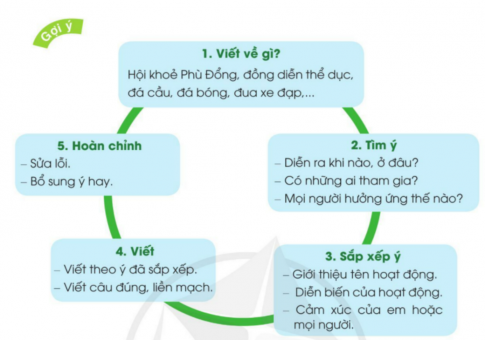 Gợi ý
1. Viết về gì?
Hội khoẻ Phù Đổng, đồng diễn thể dục,
đá cầu, đá bóng, đua xe đạp,...
2. Tìm ý
– Diễn ra khi nào, ở đâu?
– Có những ai tham gia?
– Mọi người hưởng ứng thế nào?
3. Sắp xếp ý
– Giới thiệu tên hoạt động.
– Diễn biến của hoạt động.
– Cảm xúc của em hoặc
mọi người.
4. Viết
– Viết theo ý đã sắp xếp.
– Viết câu đúng, liền mạch.
5. Hoàn chỉnh
– Sửa lỗi.
– Bổ sung ý hay.